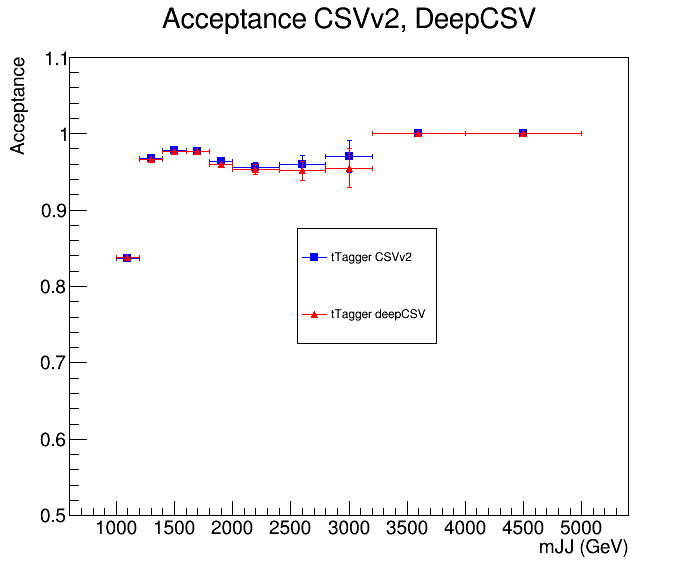 Acceptance CSVv2, DeepCSV
Acceptance
1.1
1
0.9
0.8
0.7
0.6
0.5
tTagger CSVv2
tTagger deepCSV
1000 1500 2000 2500 3000 3500 4000 4500 5000
mJJ (GeV)